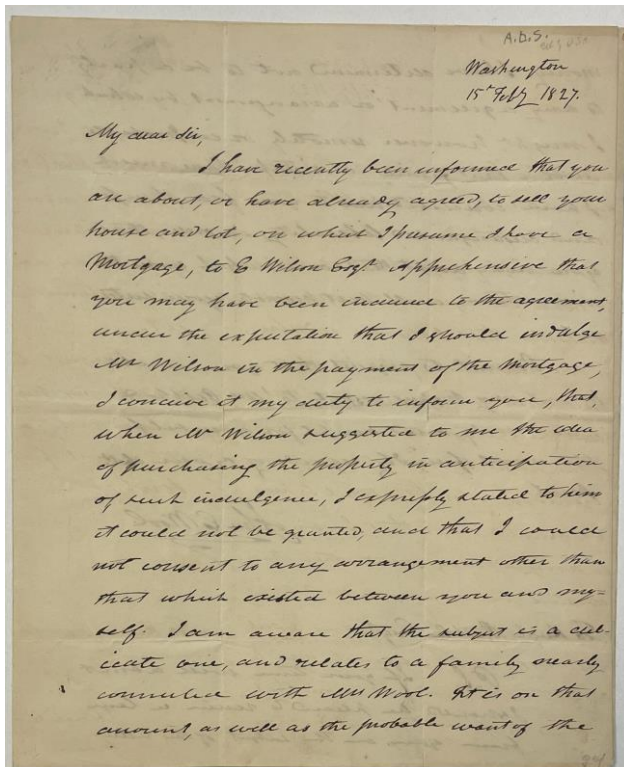 A.D.S.
Washington
15th Feby 1827.
My dear Sir,
I have recently been informed that you
are about, or have already agreed, to sell your
house and lot, on what I presume I have a
Mortgage, to E Wilson Esqr. Apprehensive that
you may have been induced to the agreement,
under the expectation that I should indulge
Mr Wilson in the payment of the Mortgage,
I conceive it my duty to inform you, that,
when Mr Wilson suggested to me the idea
of purchasing the property in anticipation
of such indulgence, I expressly stated to him
it could not be granted, and that I could
not consent to any arrangement other than
that which existed between you and my-
self. I am aware that the subject is a del-
icate one, and relates to a family nearly
connected with Mrs Wool. It is on that
account, as well as the probable want of the